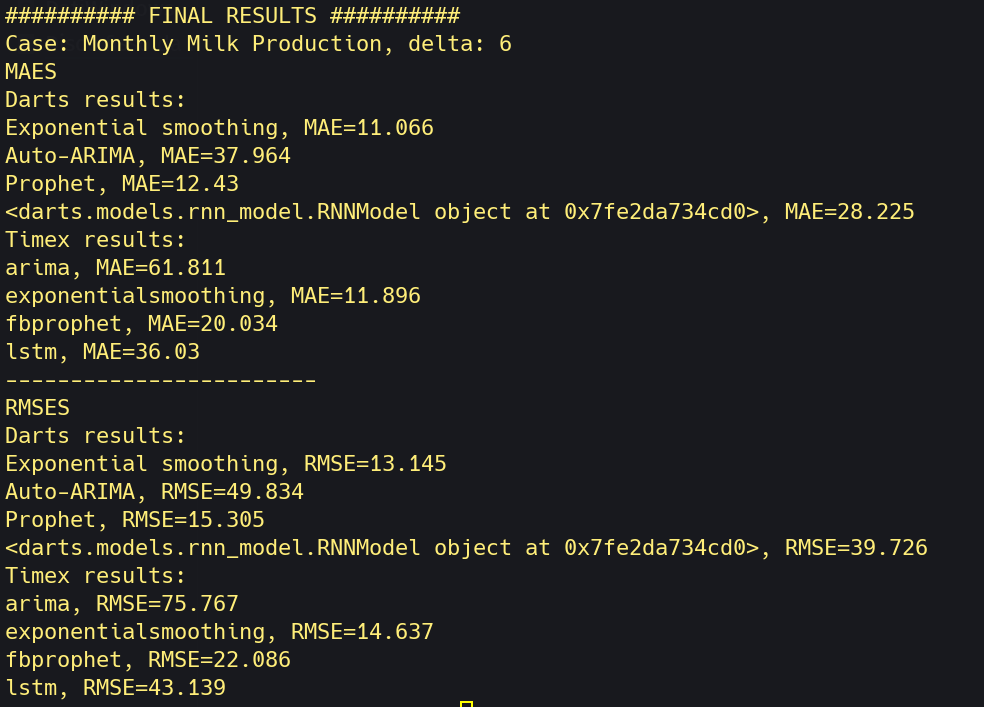 ########## FINAL RESULTS ##########
Case: Monthly Milk Production, delta: 6
MAES
Darts results:
Exponential smoothing, MAE=11.066
Auto-ARIMA, MAE=37.964
Prophet, MAE=12.43
<darts.models.rnn_model.RNNModel object at 0x7fe2da734cd0>, MAE=28.225
Timex results:
arima, MAE=61.811
exponentialsmoothing, MAE=11.896
fbprophet, MAE=20.034
lstm, MAE=36.03
------------------------
RMSES
Darts results:
Exponential smoothing, RMSE=13.145
Auto-ARIMA, RMSE=49.834
Prophet, RMSE=15.305
<darts.models.rnn_model.RNNModel object at 0x7fe2da734cd0>, RMSE=39.726
Timex results:
arima, RMSE=75.767
exponentialsmoothing, RMSE=14.637
fbprophet, RMSE=22.086
lstm, RMSE=43.139